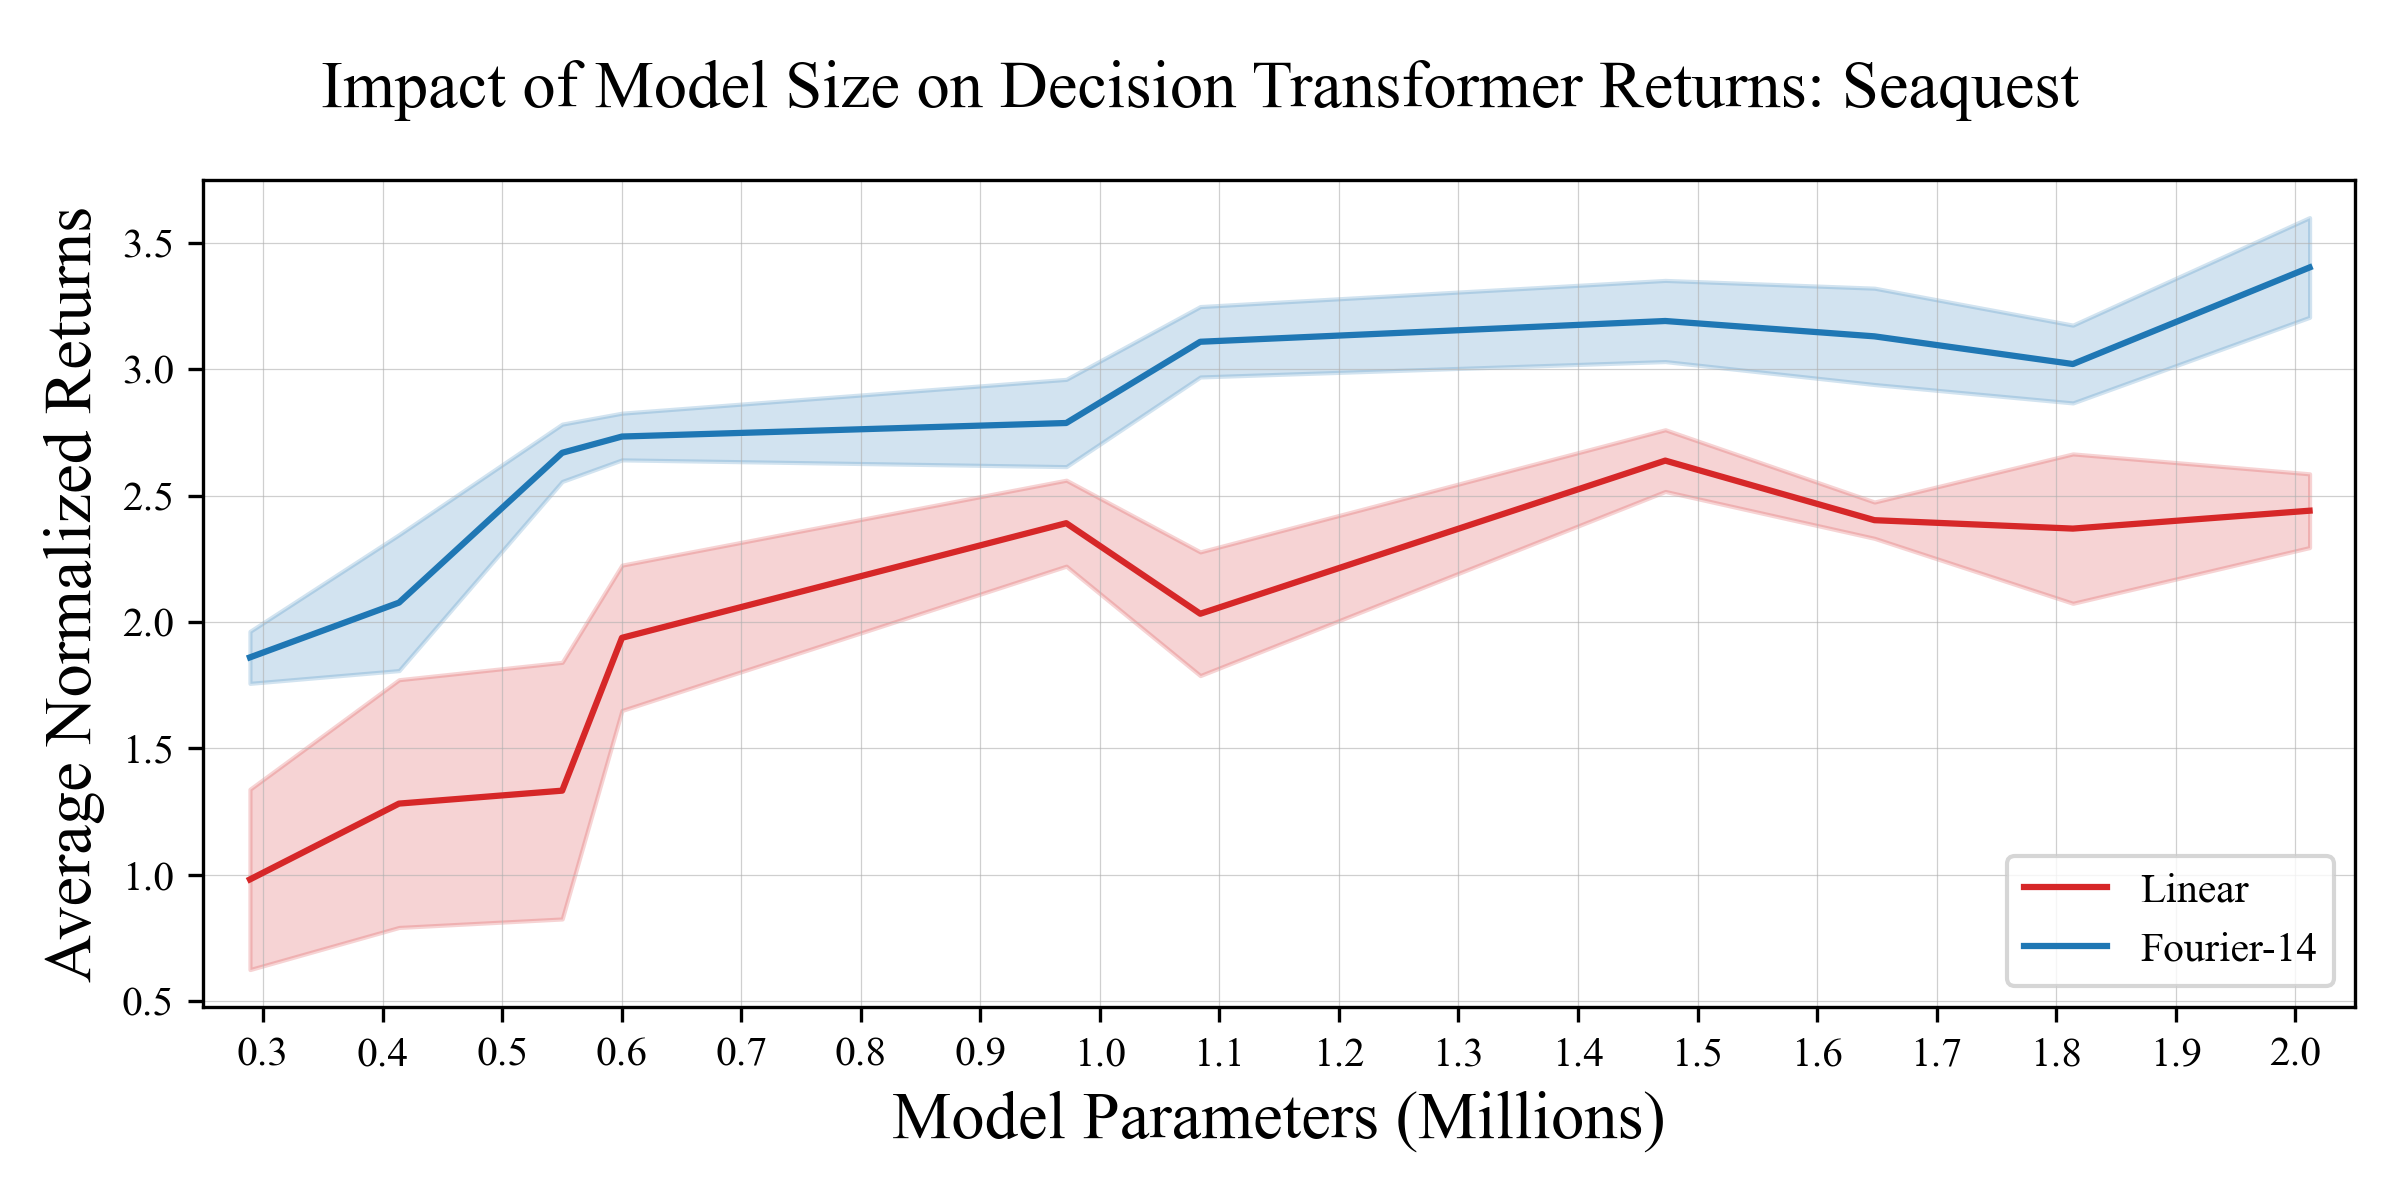 Impact of Model Size on Decision Transformer Returns: Seaquest
Average Normalized Returns
3.5
3.0
2.5
2.0
1.5
1.0
0.5
Linear
Fourier-14
0.3 0.4 0.5 0.6 0.7 0.8 0.9 1.0 1.1 1.2 1.3 1.4 1.5 1.6 1.7 1.8 1.9 2.0
Model Parameters (Millions)